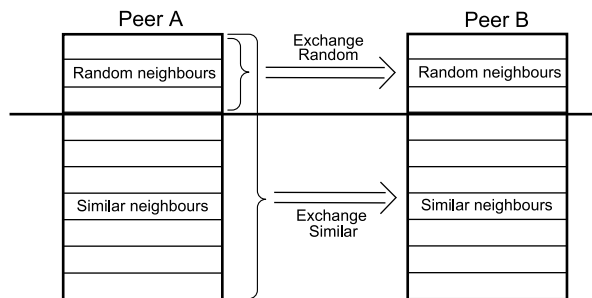 Peer A
Peer B
Exchange
Random
Random neighbours
Random neighbours
Similar neighbours
Similar neighbours
Exchange
Similar